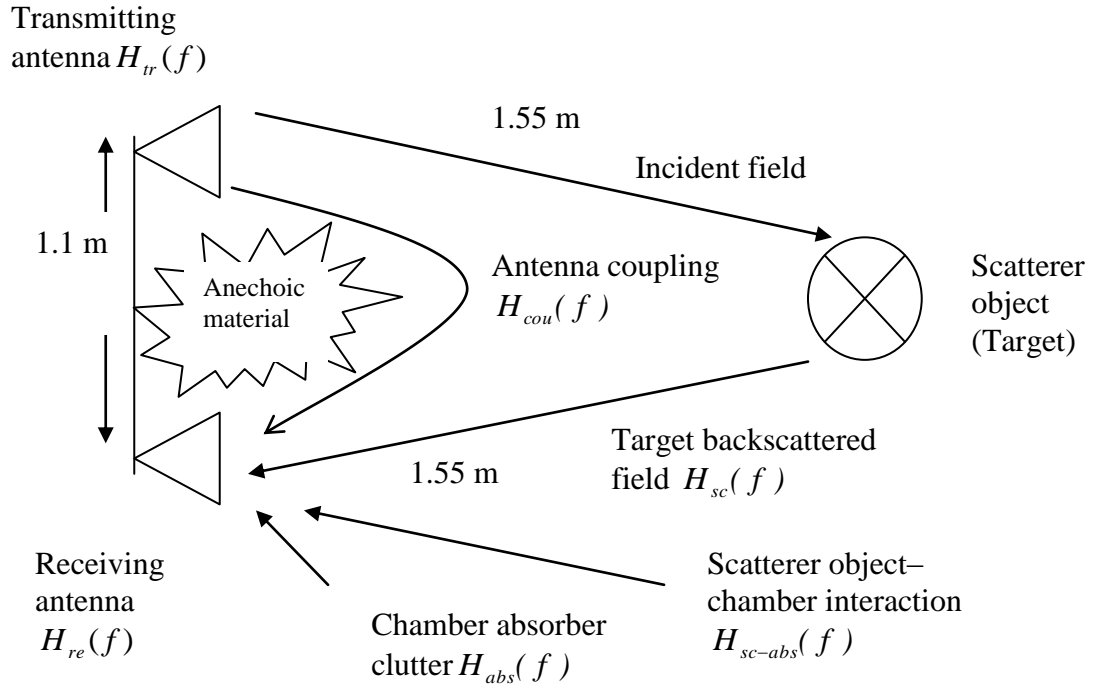 Transmitting
antenna H_tr(f)
1.55 m
Incident field
1.1 m
Anechoic
material
Antenna coupling
H_cou(f)
Scatterer
object
(Target)
Target backscattered
field H_sc(f)
1.55 m
Receiving
antenna
H_re(f)
Chamber absorber
clutter H_abs(f)
Scatterer object–
chamber interaction
H_sc–abs(f)